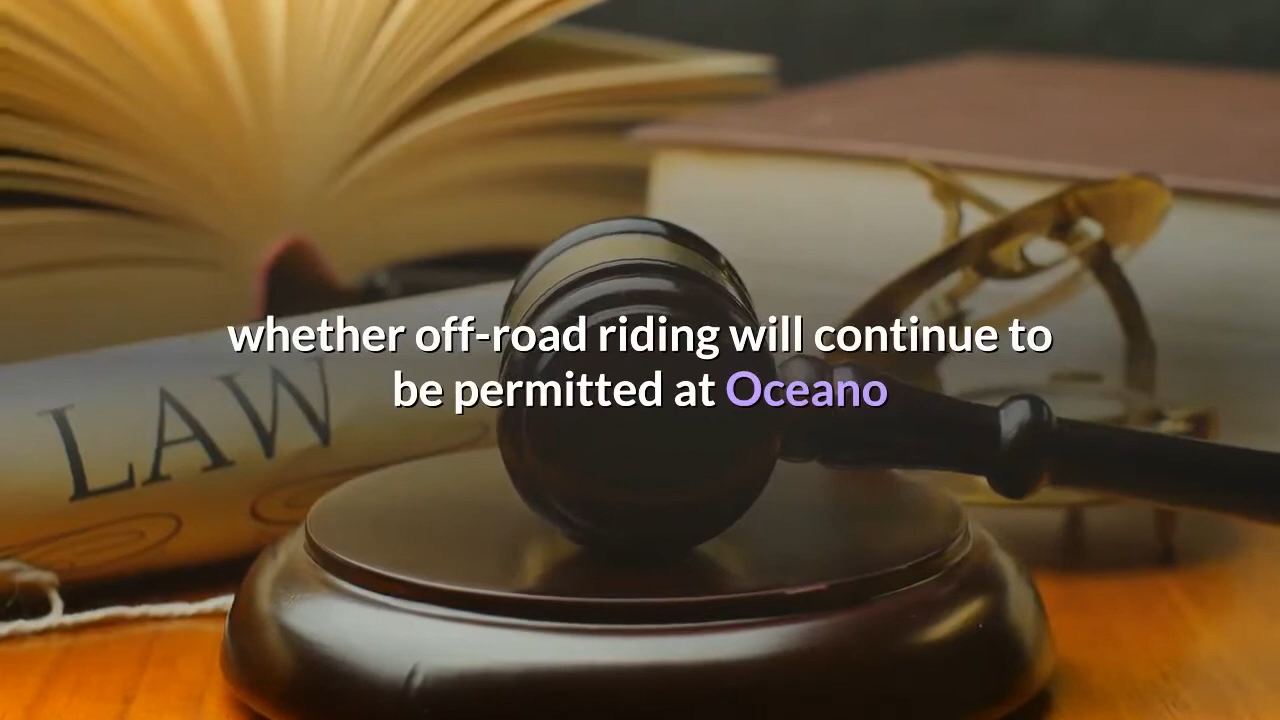 whether off-road riding will continue to
be permitted at Oceano
LAW